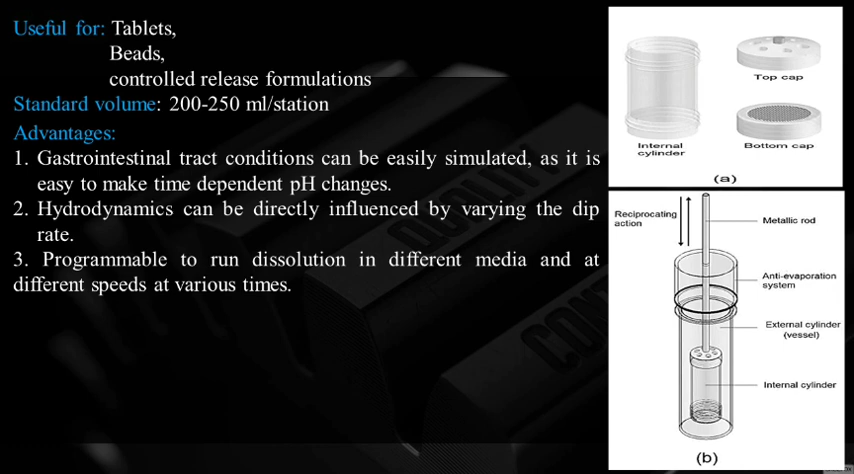 Useful for: Tablets,
Beads,
controlled release formulations
Standard volume: 200-250 ml/station
Advantages:
1. Gastrointestinal tract conditions can be easily simulated, as it is
easy to make time dependent pH changes.
2. Hydrodynamics can be directly influenced by varying the dip
rate.
3. Programmable to run dissolution in different media and at
different speeds at various times.
QUALITY
CONT
Top cap
Internal
cylinder
Bottom cap
(a)
Reciprocating
action
Metallic rod
Anti-evaporation
system
External cylinder
(vessel)
Internal cylinder
(b)